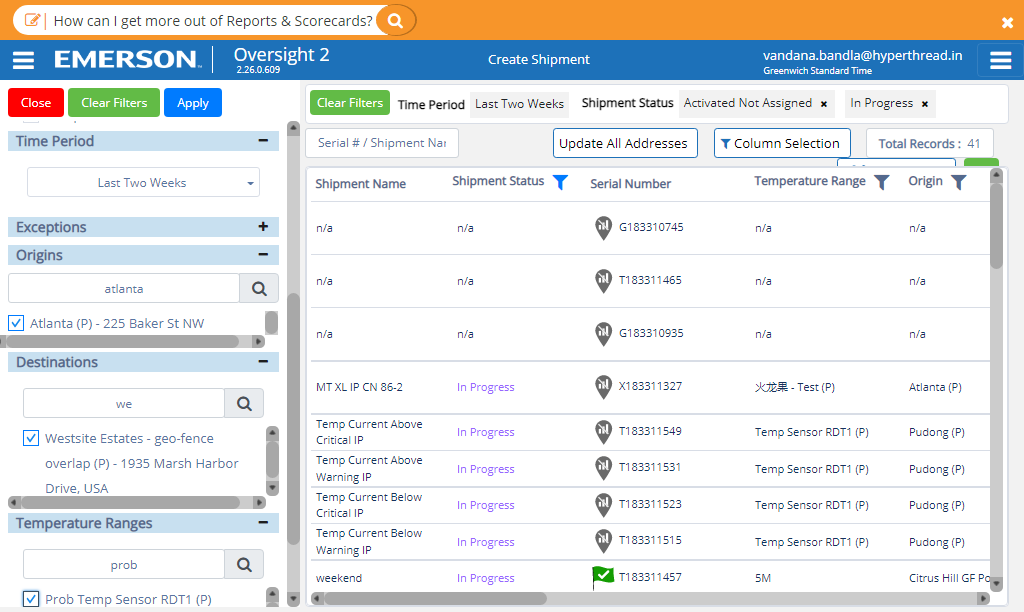 How can I get more out of Reports & Scorecards?
EMERSON.
Oversight 2
2.26.0.609
Create Shipment
vandana.bandla@hyperthread.in
Greenwich Standard Time
Close
Clear Filters
Apply
Time Period
Last Two Weeks
Exceptions
Origins
atlanta
Atlanta (P) - 225 Baker St NW
Destinations
we
Westsite Estates - geo-fence
overlap (P) - 1935 Marsh Harbor
Drive, USA
Temperature Ranges
prob
Prob Temp Sensor RDT1 (P)
Clear Filters
Time Period
Last Two Weeks
Shipment Status
Activated Not Assigned ×
In Progress ×
Serial # / Shipment Nar
Update All Addresses
Column Selection
Total Records : 41
Shipment Name Shipment Status Serial Number Temperature Range Origin
n/a n/a G183310745 n/a n/a
n/a n/a T183311465 n/a n/a
n/a n/a G183310935 n/a n/a
MT XL IP CN 86-2 In Progress X183311327 火龙果 - Test (P) Atlanta (P)
Temp Current Above
Critical IP
In Progress T183311549 Temp Sensor RDT1 (P) Pudong (P)
Temp Current Above
Warning IP
In Progress T183311531 Temp Sensor RDT1 (P) Pudong (P)
Temp Current Below
Critical IP
In Progress T183311523 Temp Sensor RDT1 (P) Pudong (P)
Temp Current Below
Warning IP
In Progress T183311515 Temp Sensor RDT1 (P) Pudong (P)
weekend In Progress T183311457 5M Citrus Hill GF Po